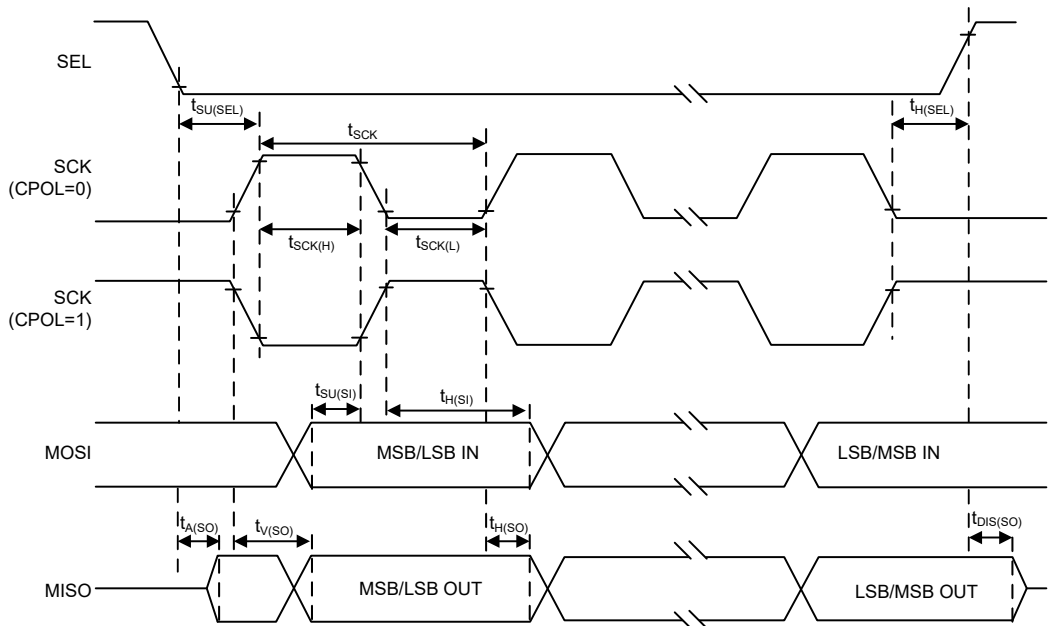 SEL
tSU(SEL)
tH(SEL)
tSCK
SCK
(CPOL=0)
tSCK(H)
tSCK(L)
SCK
(CPOL=1)
tSU(SI)
tH(SI)
MOSI
MSB/LSB IN
LSB/MSB IN
tA(SO)
tV(SO)
tH(SO)
tDIS(SO)
MISO
MSB/LSB OUT
LSB/MSB OUT